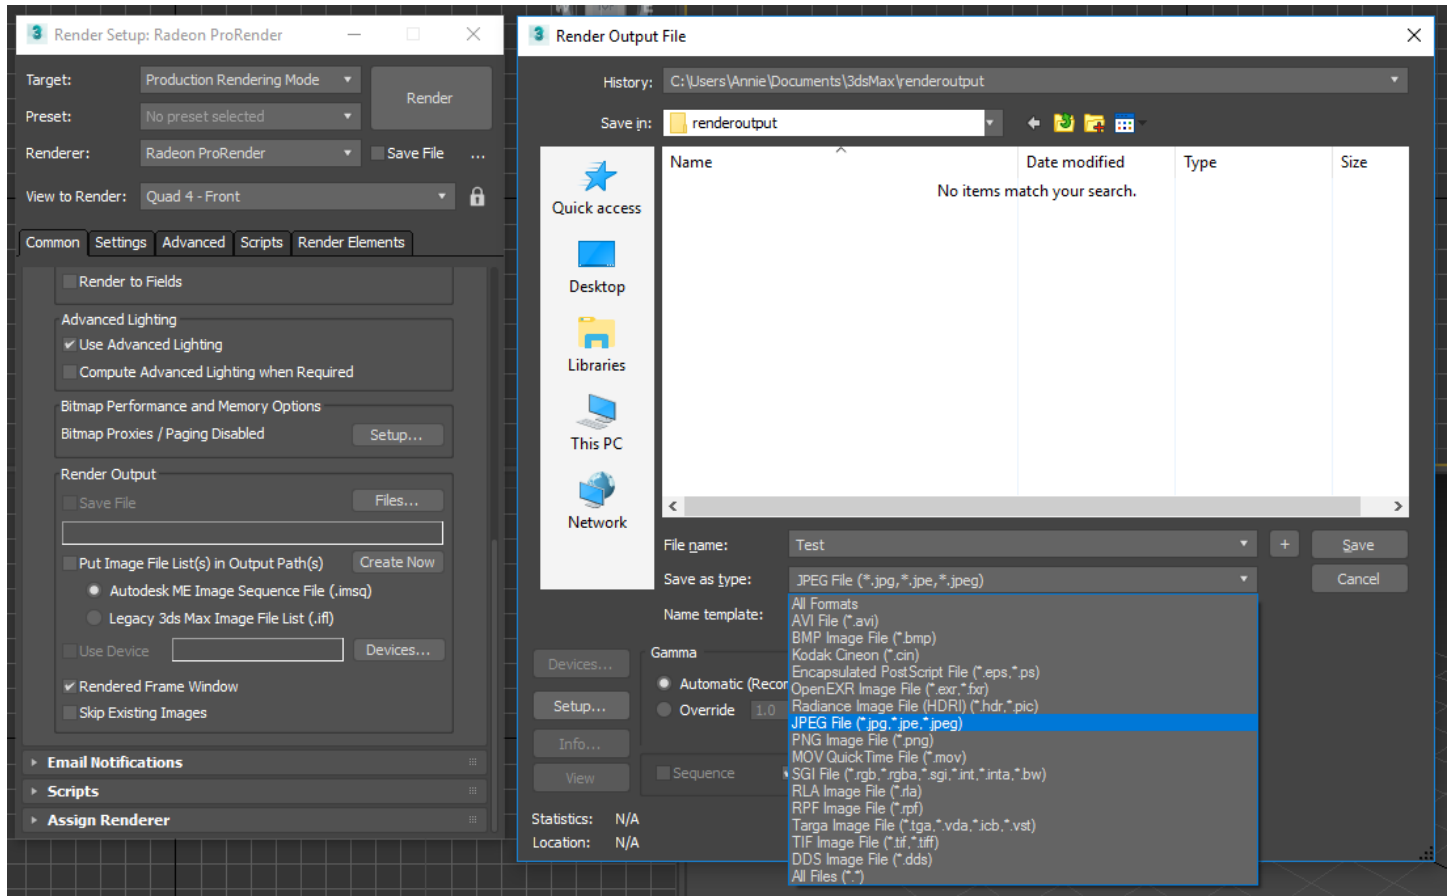 Render Setup: Radeon ProRender
Target:
Production Rendering Mode
Render
Preset:
No preset selected
Renderer:
Radeon ProRender
Save File
...
View to Render:
Quad 4 - Front
Common
Settings
Advanced
Scripts
Render Elements
Render to Fields
Advanced Lighting
Use Advanced Lighting
Compute Advanced Lighting when Required
Bitmap Performance and Memory Options
Bitmap Proxies / Paging Disabled
Setup...
Render Output
Save File
Files...
Put Image File List(s) in Output Path(s)
Create Now
Autodesk ME Image Sequence File (.imsq)
Legacy 3ds Max Image File List (.ifl)
Use Device
Devices...
Rendered Frame Window
Skip Existing Images
Email Notifications
Scripts
Assign Renderer
Render Output File
History:
C:\Users\Annie\Documents\3dsMax\renderoutput
Save in:
renderoutput
Quick access
Desktop
Libraries
This PC
Network
Name
Date modified
Type
Size
No items match your search.
File name:
Test
+
Save
Save as type:
JPEG File (*.jpg,*.jpe,*.jpeg)
Cancel
Name template:
All Formats
AVI File (*.avi)
BMP Image File (*.bmp)
Kodak Cineon (*.cin)
Encapsulated PostScript File (*.eps,*.ps)
OpenEXR Image File (*.exr,*.fxr)
Radiance Image File (HDRI) (*.hdr,*.pic)
JPEG File (*.jpg,*.jpe,*.jpeg)
PNG Image File (*.png)
MOV QuickTime File (*.mov)
SGI File (*.rgb,*.rgba,*.sgi,*.int,*.inta,*.bw)
RLA Image File (*.rla)
RPF Image File (*.rpf)
Targa Image File (*.tga,*.vda,*.icb,*.vst)
TIF Image File (*.tif,*.tiff)
DDS Image File (*.dds)
All Files (*.*)
Devices...
Setup...
Info...
View
Gamma
Automatic (Recor
Override
1.0
Sequence
Statistics:
N/A
Location:
N/A